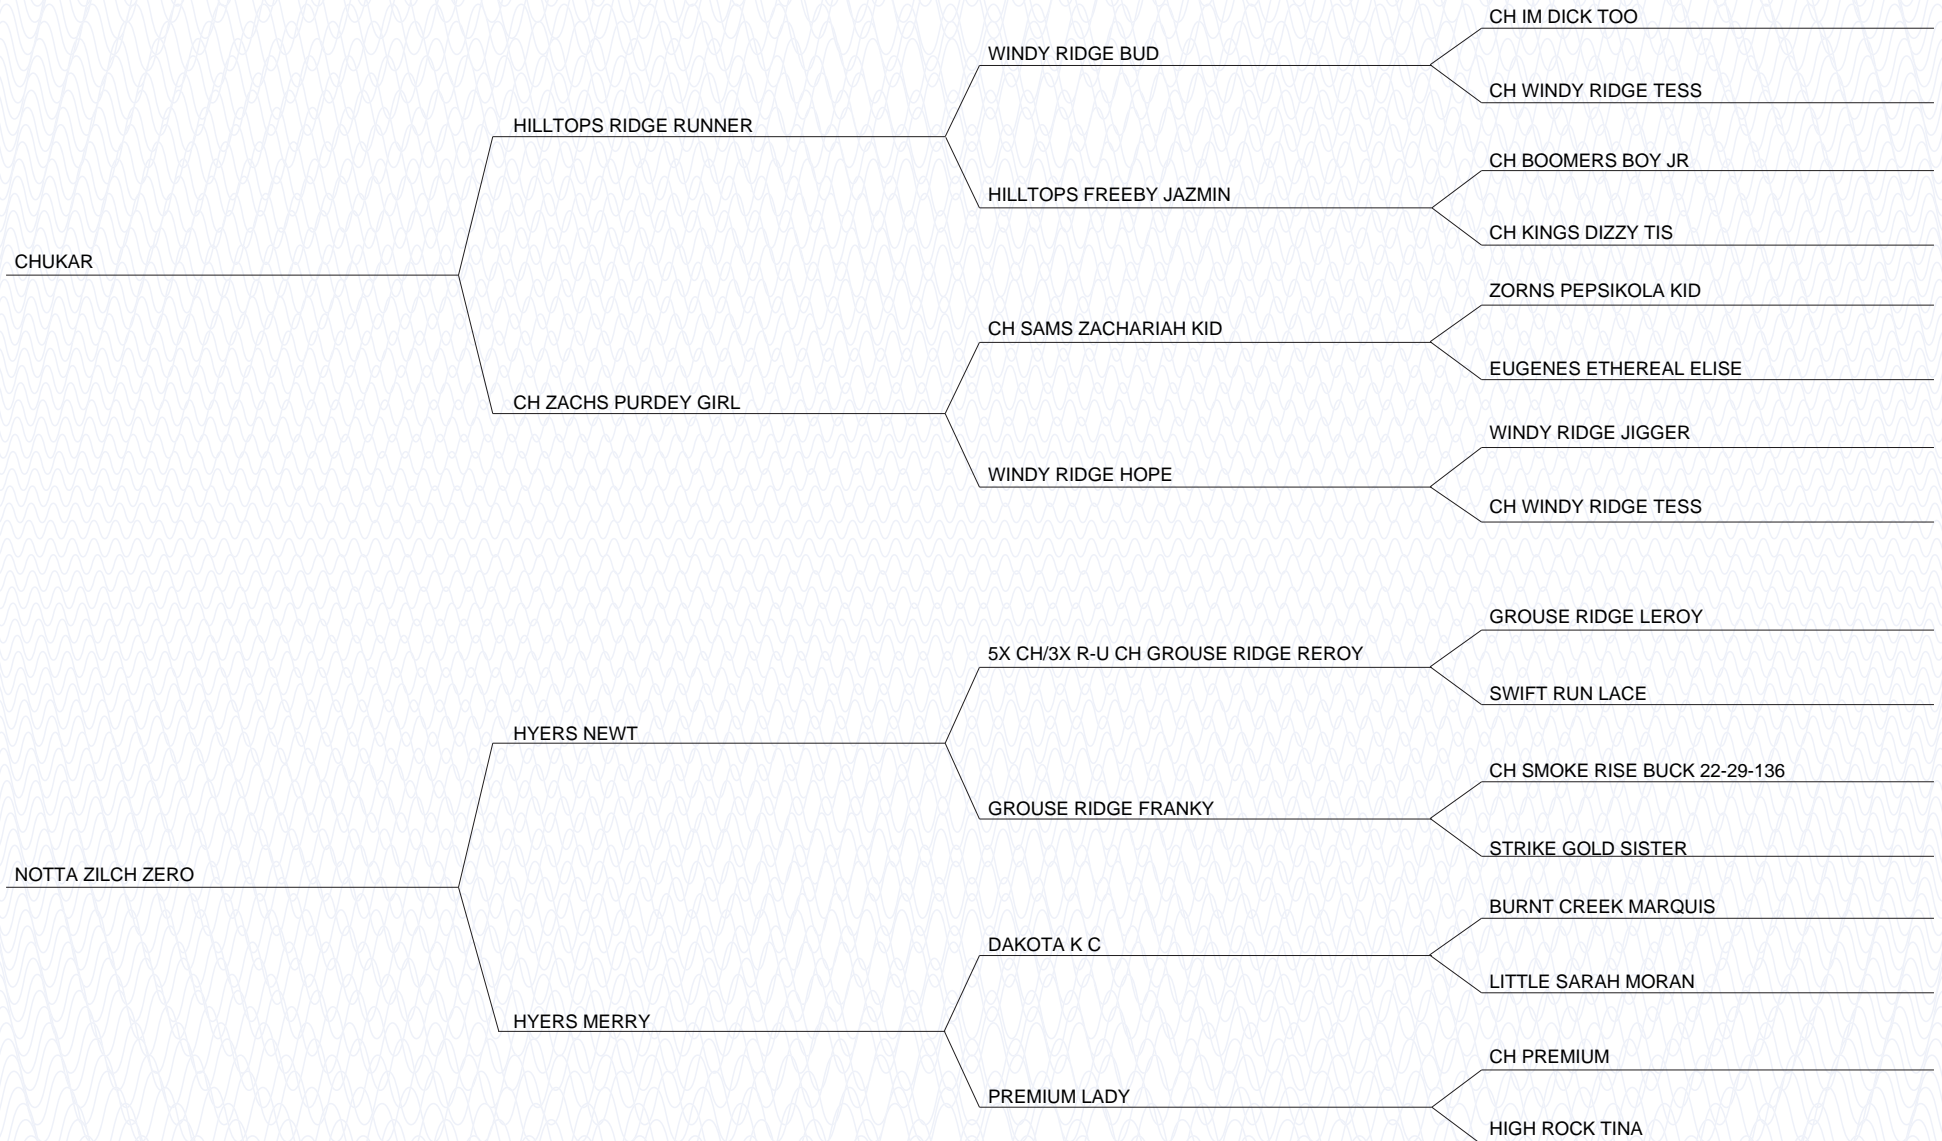 CH IM DICK TOO
WINDY RIDGE BUD
CH WINDY RIDGE TESS
HILLTOPS RIDGE RUNNER
CH BOOMERS BOY JR
HILLTOPS FREEBY JAZMIN
CH KINGS DIZZY TIS
CHUKAR
ZORNS PEPSIKOLA KID
CH SAMS ZACHARIAH KID
EUGENES ETHEREAL ELISE
CH ZACHS PURDEY GIRL
WINDY RIDGE JIGGER
WINDY RIDGE HOPE
CH WINDY RIDGE TESS
GROUSE RIDGE LEROY
5X CH/3X R-U CH GROUSE RIDGE REROY
SWIFT RUN LACE
HYERS NEWT
CH SMOKE RISE BUCK 22-29-136
GROUSE RIDGE FRANKY
STRIKE GOLD SISTER
NOTTA ZILCH ZERO
BURNT CREEK MARQUIS
DAKOTA K C
LITTLE SARAH MORAN
HYERS MERRY
CH PREMIUM
PREMIUM LADY
HIGH ROCK TINA